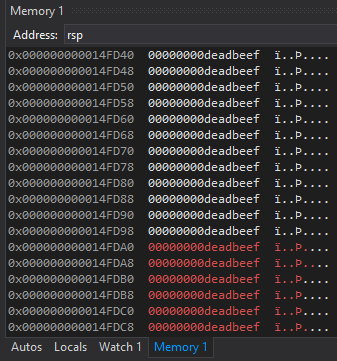 Memory 1
Address: rsp
0x000000000014FD40 00000000deadbeef ï..Þ....
0x000000000014FD48 00000000deadbeef ï..Þ....
0x000000000014FD50 00000000deadbeef ï..Þ....
0x000000000014FD58 00000000deadbeef ï..Þ....
0x000000000014FD60 00000000deadbeef ï..Þ....
0x000000000014FD68 00000000deadbeef ï..Þ....
0x000000000014FD70 00000000deadbeef ï..Þ....
0x000000000014FD78 00000000deadbeef ï..Þ....
0x000000000014FD80 00000000deadbeef ï..Þ....
0x000000000014FD88 00000000deadbeef ï..Þ....
0x000000000014FD90 00000000deadbeef ï..Þ....
0x000000000014FD98 00000000deadbeef ï..Þ....
0x000000000014FDA0 00000000deadbeef ï..Þ....
0x000000000014FDA8 00000000deadbeef ï..Þ....
0x000000000014FDB0 00000000deadbeef ï..Þ....
0x000000000014FDB8 00000000deadbeef ï..Þ....
0x000000000014FDC0 00000000deadbeef ï..Þ....
0x000000000014FDC8 00000000deadbeef ï..Þ....
Autos Locals Watch 1 Memory 1